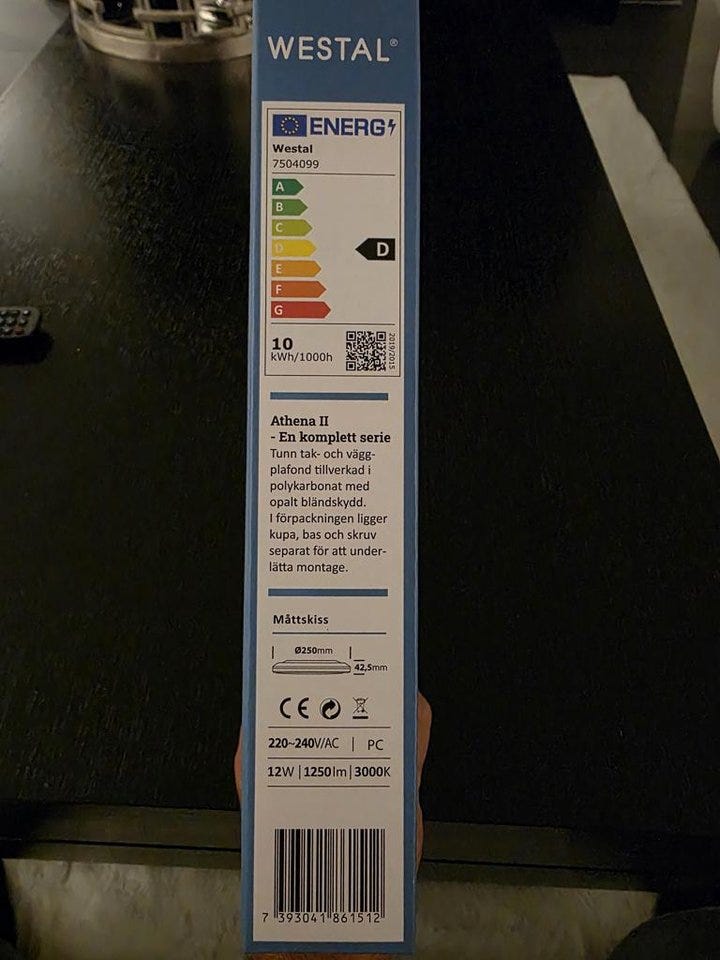 WESTAL®
ENERG
Westal
7504099
A
B
C
D
D
E
F
G
10
kWh/1000h
2019/2015
Athena II
- En komplett serie
Tunn tak- och vägg-
plafond tillverkad i
polykarbonat med
opalt bländskydd.
I förpackningen ligger
kupa, bas och skruv
separat för att under-
lätta montage.
Måttskiss
Ø250mm
42,5mm
CE
220~240V/AC | PC
12W | 1250lm | 3000K
7 393041 861512